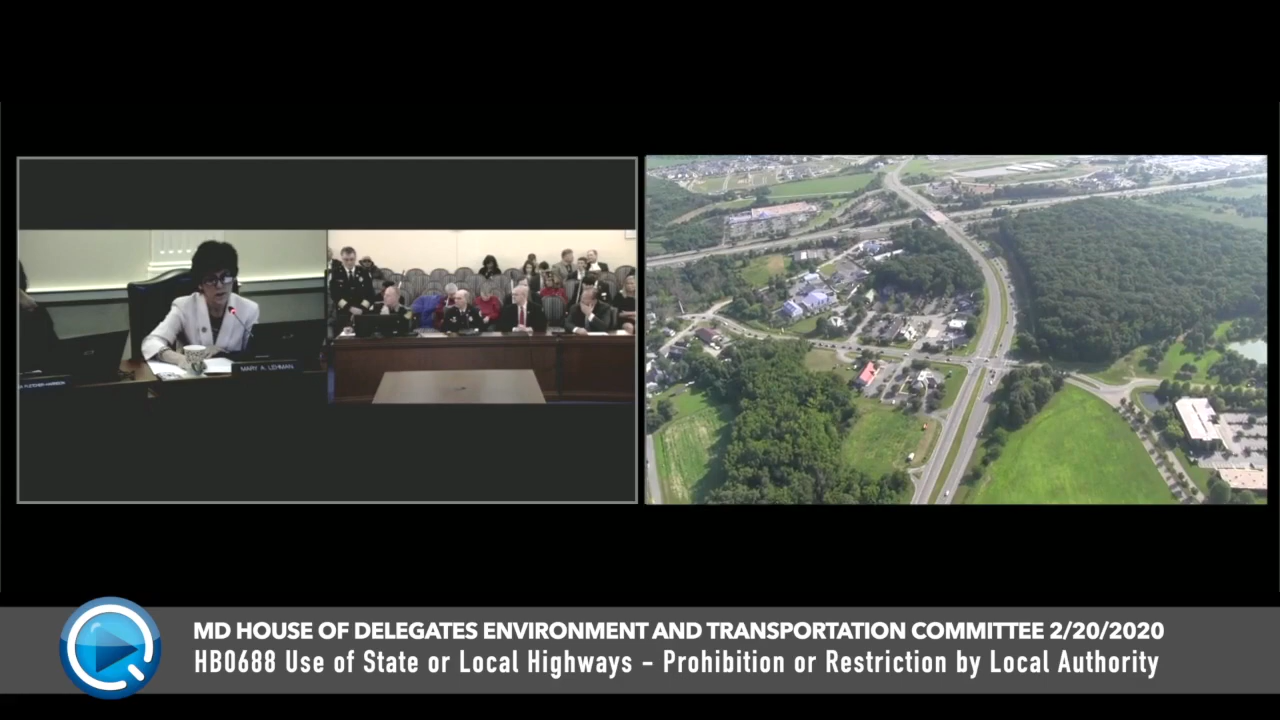 MARY A. LEHMAN
MD HOUSE OF DELEGATES ENVIRONMENT AND TRANSPORTATION COMMITTEE 2/20/2020
HB0688 Use of State or Local Highways – Prohibition or Restriction by Local Authority